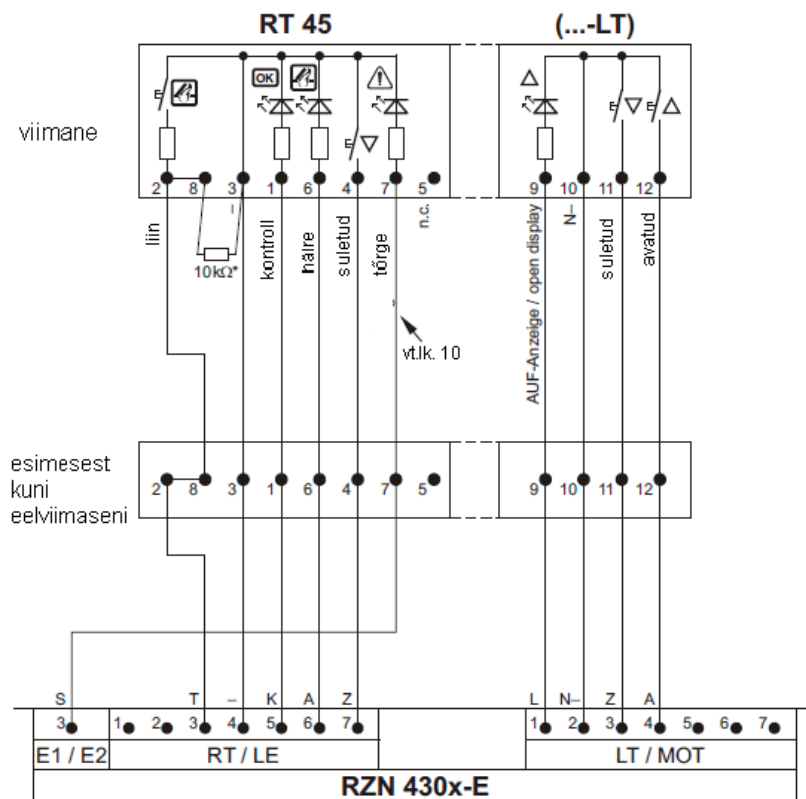 RT 45 (...-LT)
OK
E E E E
viimane
2 8 3 1 6 4 7 5 9 10 11 12
–
liin
10kΩ*
kontroll
häire
suletud
tõrge
n.c.
AUF-Anzeige / open display
N–
suletud
avatud
vt.lk. 10
esimesest
kuni
eelviimaseni
2 8 3 1 6 4 7 5 9 10 11 12
S T – K A Z L N– Z A
3 1 2 3 4 5 6 7 1 2 3 4 5 6 7
E1 / E2 RT / LE LT / MOT
RZN 430x-E